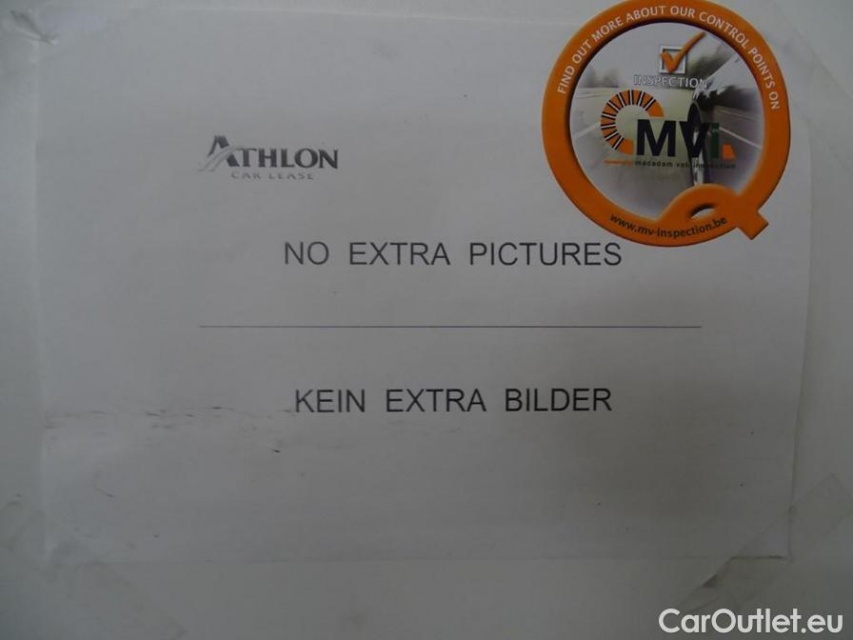 FIND OUT MORE ABOUT OUR CONTROL POINTS ON
INSPECTION
MVi
macadam
www.mv-inspection.be
ATHLON
CAR LEASE
NO EXTRA PICTURES
KEIN EXTRA BILDER
CarOutlet.eu